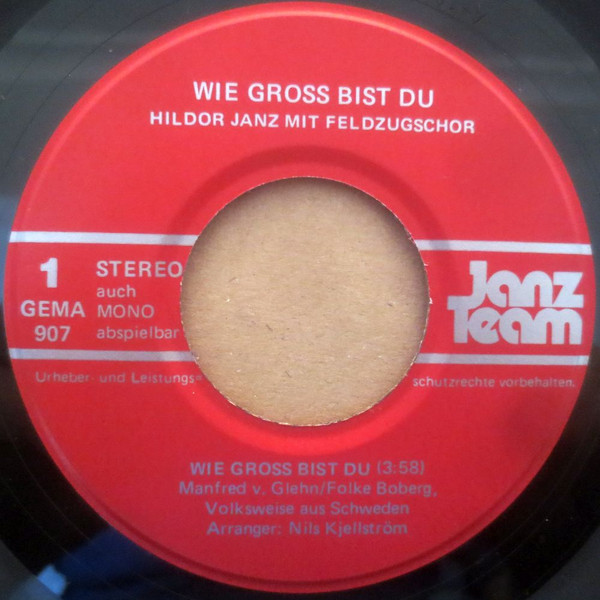 WIE GROSS BIST DU
HILDOR JANZ MIT FELDZUGSCHOR
1
GEMA
907
STEREO
auch
MONO
abspielbar
Janz
Team
Urheber- und Leistungs=
schutzrechte vorbehalten.
WIE GROSS BIST DU (3:58)
Manfred v. Glehn/Folke Boberg,
Volksweise aus Schweden
Arranger: Nils Kjellström